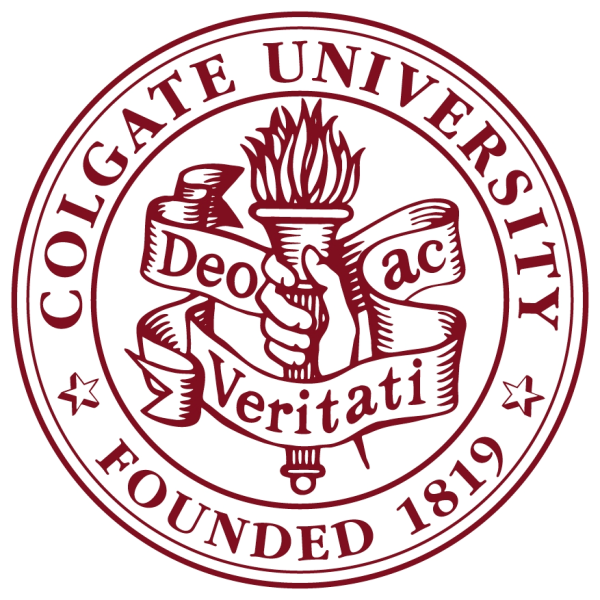 COLGATE UNIVERSITY
Deo ac
Veritati
FOUNDED 1819